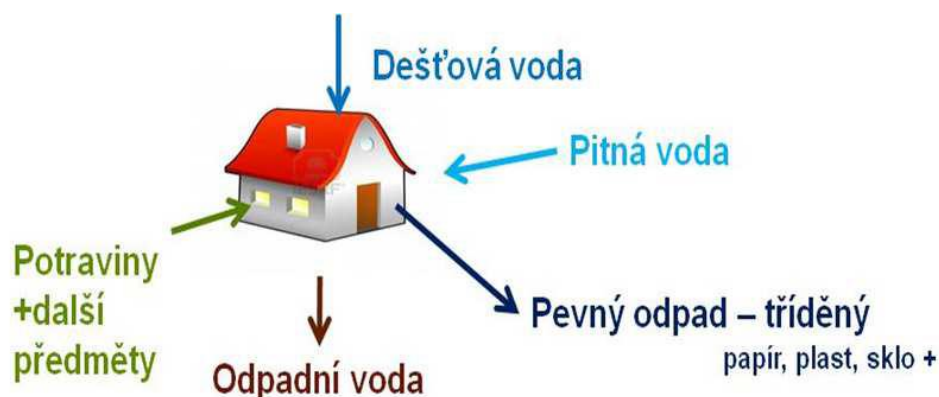 Dešťová voda
Pitná voda
Potraviny
+další
předměty
Pevný odpad – tříděný
papír, plast, sklo +
Odpadní voda